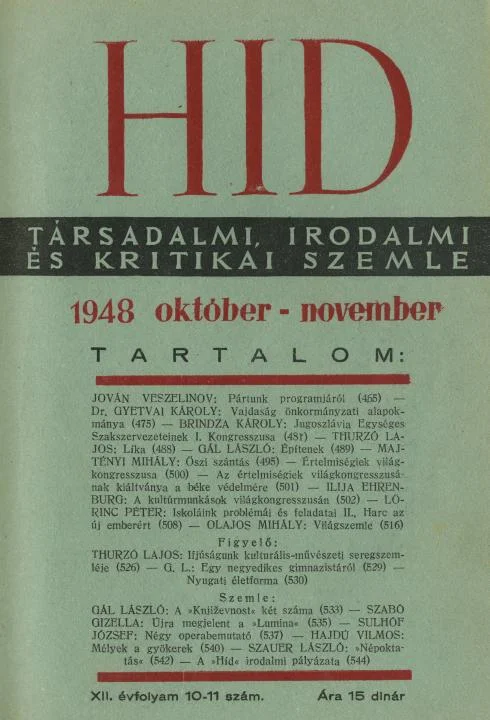 HID
TÁRSADALMI, IRODALMI
ÉS KRITIKAI SZEMLE
1948 október - november
TARTALOM:
JOVÁN VESZELINOV: Pártunk programjáról (465) —
Dr. GYETVAI KÁROLY: Vajdaság önkormányzati alapok-
mánya (475) — BRINDZA KÁROLY: Jugoszlávia Egységes
Szakszervezeteinek I. Kongresszusa (481) — THURZÓ LA-
JOS: Lika (488) — GÁL LÁSZLÓ: Építenek (489) — MAJ-
TÉNYI MIHÁLY: Őszi szántás (495) — Értelmiségiek világ-
kongresszusa (500) — Az értelmiségiek világkongresszusá-
nak kiáltványa a béke védelmére (501) — ILIJA EHREN-
BURG: A kultúrmunkások világkongresszusán (502) — LŐ-
RINC PÉTER: Iskoláink problémái és feladatai II., Harc az
új emberért (508) — OLAJOS MIHÁLY: Világszemle (516)
Figyelő:
THURZÓ LAJOS: Ifjúságunk kulturális-művészeti seregszem-
léje (526) — G. L.: Egy negyedikes gimnazistáról (529) —
Nyugati életforma (530)
Szemle:
GÁL LÁSZLÓ: A »Književnost« két száma (533) — SZABÓ
GIZELLA: Újra megjelent a »Lumina« (535) — SULHÓF
JÓZSEF: Négy operabemutató (537) — HAJDÚ VILMOS:
Mélyek a gyökerek (540) — SZAUER LÁSZLÓ: »Népokta-
tás« (542) — A »Híd« irodalmi pályázata (544)
XII. évfolyam 10-11 szám. Ára 15 dinár